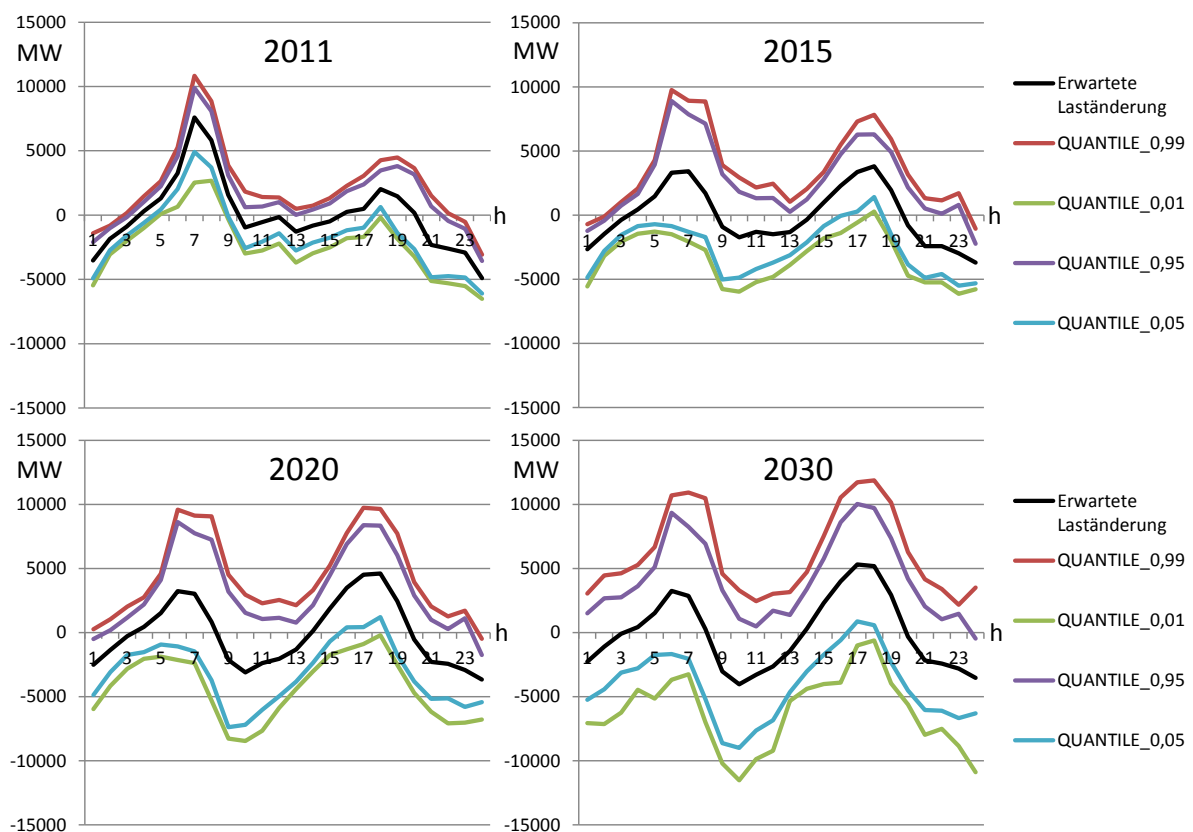 2011
MW
15000
10000
5000
0
-5000
-10000
-15000
1 3 5 7 9 11 13 15 17 19 21 23
h
2015
MW
15000
10000
5000
0
-5000
-10000
-15000
1 3 5 7 9 11 13 15 17 19 21 23
h
Erwartete
Laständerung
QUANTILE_0,99
QUANTILE_0,01
QUANTILE_0,95
QUANTILE_0,05
2020
MW
15000
10000
5000
0
-5000
-10000
-15000
1 3 5 7 9 11 13 15 17 19 21 23
h
2030
MW
15000
10000
5000
0
-5000
-10000
-15000
1 3 5 7 9 11 13 15 17 19 21 23
h
Erwartete
Laständerung
QUANTILE_0,99
QUANTILE_0,01
QUANTILE_0,95
QUANTILE_0,05